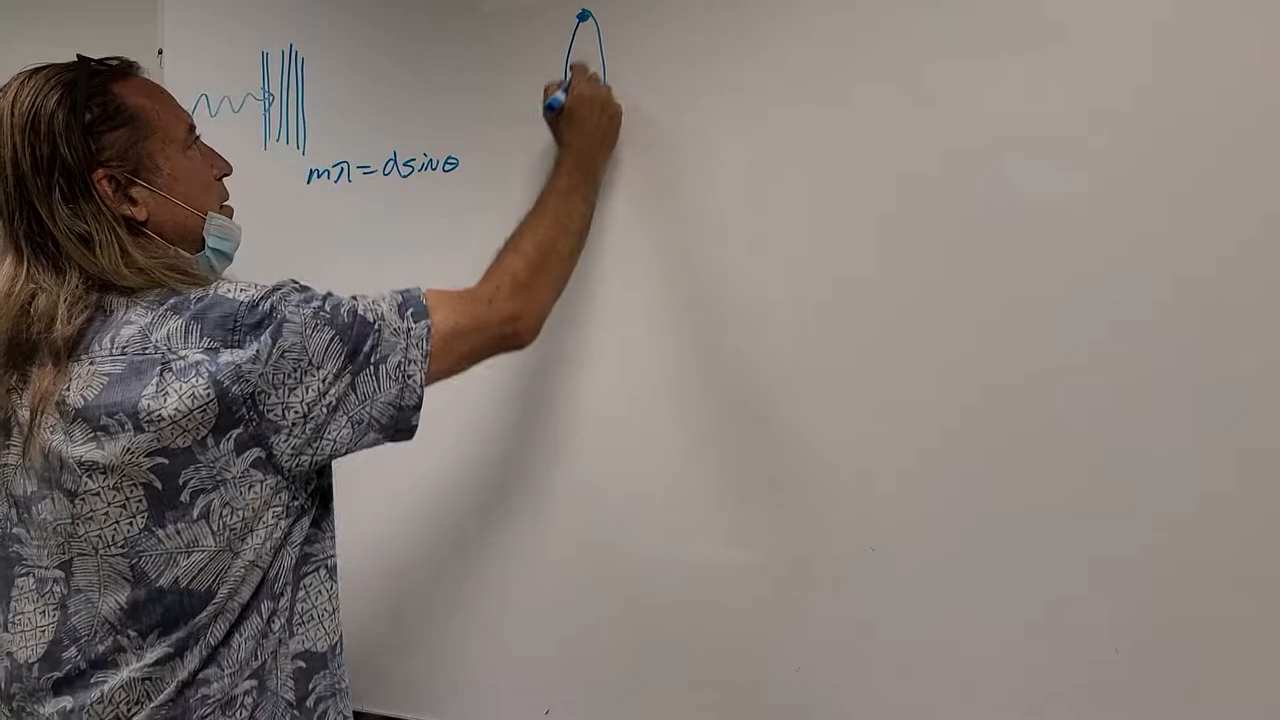 mλ = dsinθ